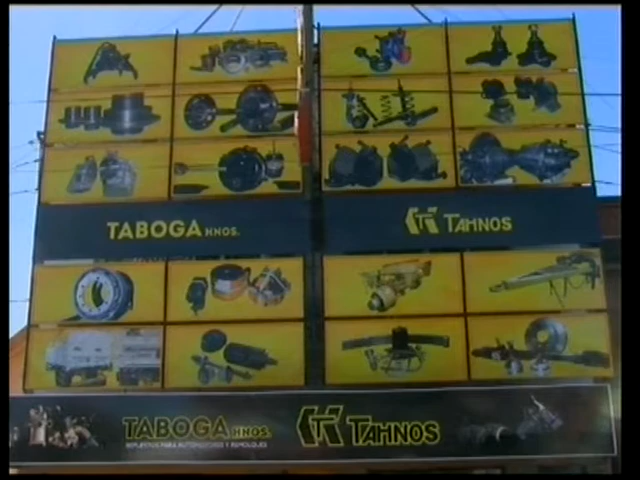 TABOGA HNOS.
TAHNOS
TABOGA HNOS.
REPUESTOS PARA AUTOMOTORES Y REMOLQUES
TAHNOS